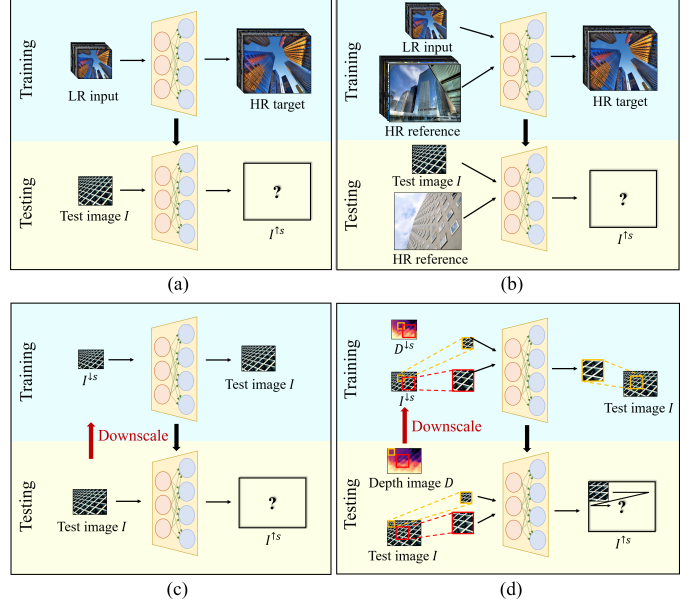 Training
LR input
HR target
Testing
Test image I
?
I↑s
(a)
Training
LR input
HR reference
HR target
Testing
Test image I
HR reference
?
I↑s
(b)
Training
I↓s
Test image I
Downscale
Testing
Test image I
?
I↑s
(c)
Training
D↓s
I↓s
Test image I
Downscale
Testing
Depth image D
Test image I
?
I↑s
(d)